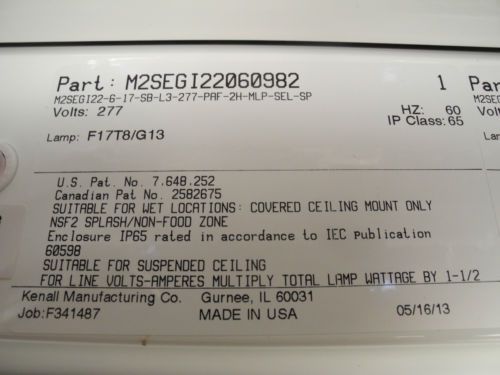 Part: M2SEGI22060982 1 Part
M2SEGI22-6-17-SB-L3-277-PAF-2H-MLP-SEL-SP M2SEG
Volts: 277 HZ: 60 Volts
IP Class: 65
Lamp: F17T8/G13 Lar
U.S. Pat. No. 7.648.252
Canadian Pat No. 2582675
SUITABLE FOR WET LOCATIONS: COVERED CEILING MOUNT ONLY
NSF2 SPLASH/NON-FOOD ZONE
Enclosure IP65 rated in accordance to IEC Publication
60598
SUITABLE FOR SUSPENDED CEILING
FOR LINE VOLTS-AMPERES MULTIPLY TOTAL LAMP WATTAGE BY 1-1/2
Kenall Manufacturing Co. Gurnee, IL 60031
Job:F341487 MADE IN USA 05/16/13